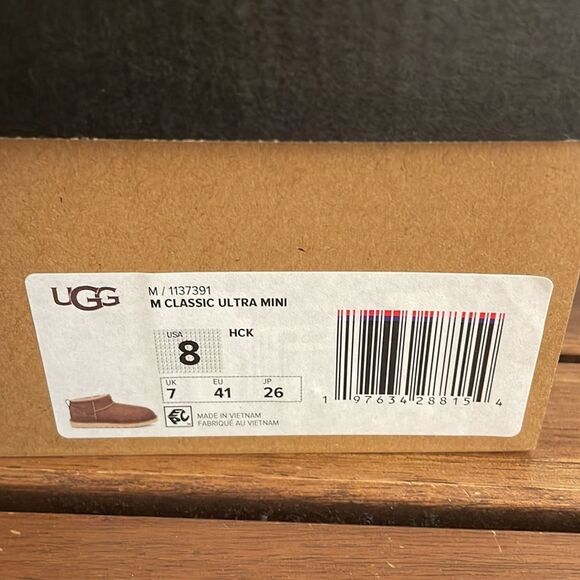 UGG
M / 1137391
M CLASSIC ULTRA MINI
USA
8
HCK
UK EU JP
7 41 26
MADE IN VIETNAM
FABRIQUÉ AU VIETNAM
1 97634 28815 4